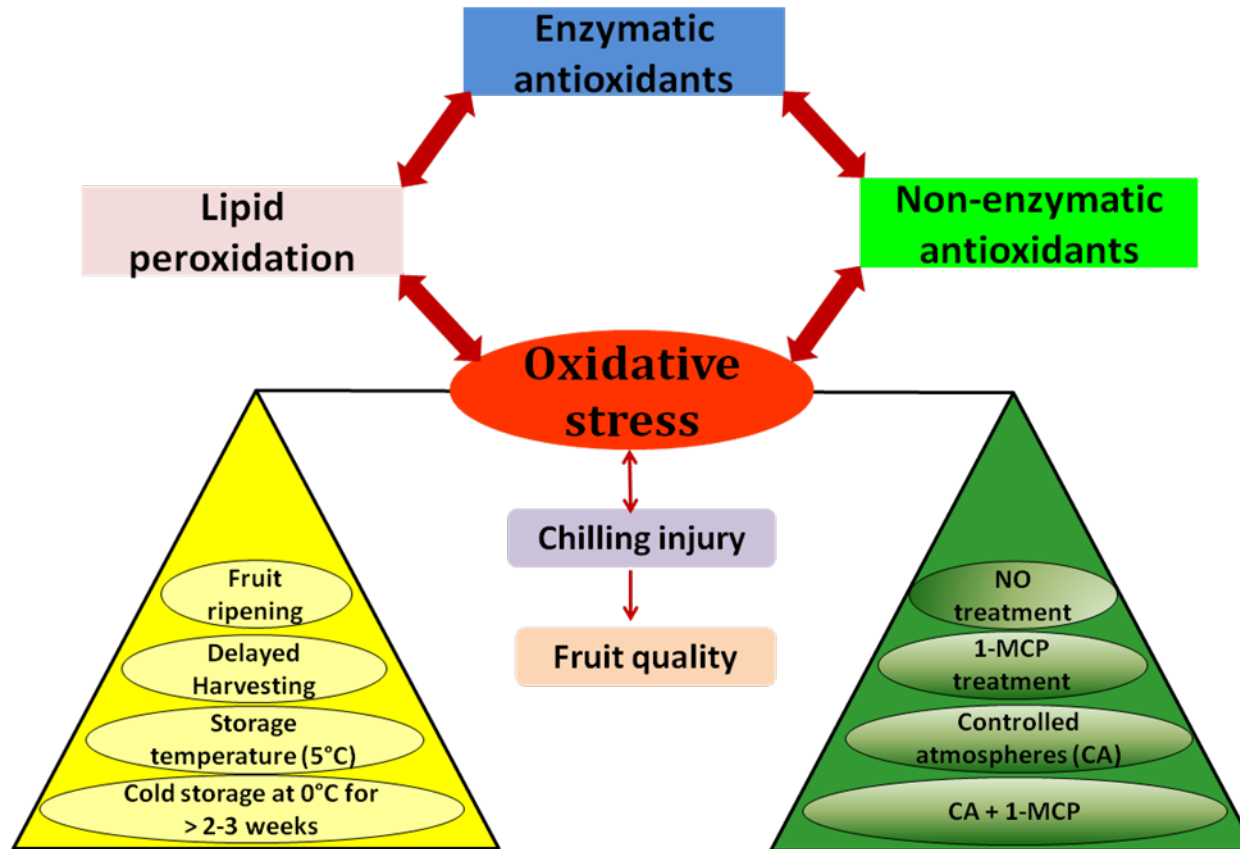 Enzymatic
antioxidants
Lipid
peroxidation
Non-enzymatic
antioxidants
Oxidative
stress
Chilling injury
Fruit quality
Fruit
ripening
Delayed
Harvesting
Storage
temperature (5°C)
Cold storage at 0°C for
> 2-3 weeks
NO
treatment
1-MCP
treatment
Controlled
atmospheres (CA)
CA + 1-MCP